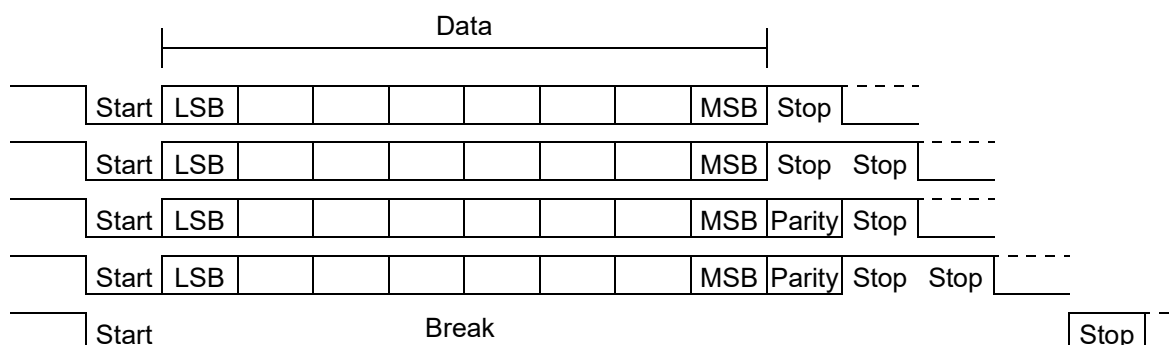 Data
Start LSB MSB Stop
Start LSB MSB Stop Stop
Start LSB MSB Parity Stop
Start LSB MSB Parity Stop Stop
Start Break Stop